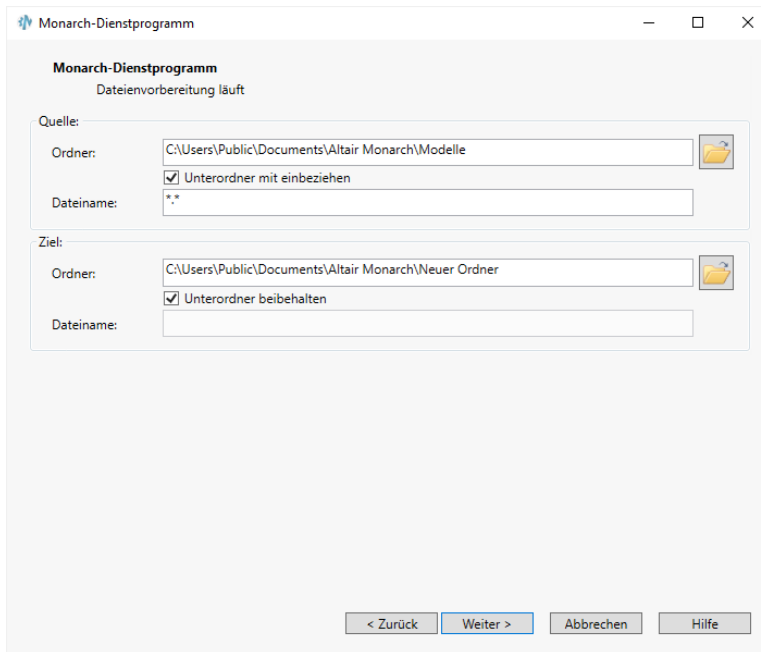 Monarch-Dienstprogramm
Monarch-Dienstprogramm
Dateienvorbereitung läuft
Quelle:
Ordner: C:\Users\Public\Documents\Altair Monarch\Modelle
Unterordner mit einbeziehen
Dateiname: *.*
Ziel:
Ordner: C:\Users\Public\Documents\Altair Monarch\Neuer Ordner
Unterordner beibehalten
Dateiname:
< Zurück Weiter > Abbrechen Hilfe